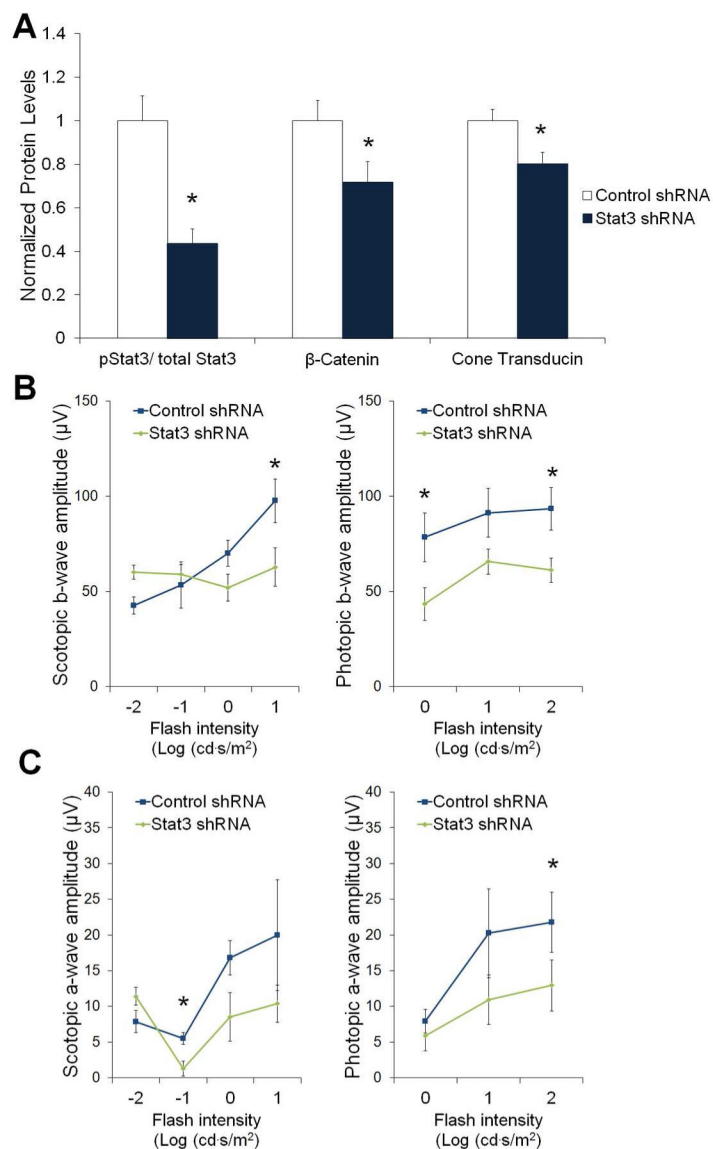 A
Normalized Protein Levels
1.4
1.2
1
0.8
0.6
0.4
0.2
0
*
*
*
Control shRNA
Stat3 shRNA
pStat3/ total Stat3
β-Catenin
Cone Transducin
B
Scotopic b-wave amplitude (µV)
150
100
50
0
Control shRNA
Stat3 shRNA
*
-2
-1
0
1
Flash intensity
(Log (cd·s/m²)
Photopic b-wave amplitude (µV)
150
100
50
0
Control shRNA
Stat3 shRNA
*
*
0
1
2
Flash intensity
(Log (cd·s/m²)
C
Scotopic a-wave amplitude (µV)
40
35
30
25
20
15
10
5
0
Control shRNA
Stat3 shRNA
*
-2
-1
0
1
Flash intensity
(Log (cd·s/m²)
Photopic a-wave amplitude (µV)
40
35
30
25
20
15
10
5
0
Control shRNA
Stat3 shRNA
*
0
1
2
Flash intensity
(Log (cd·s/m²)